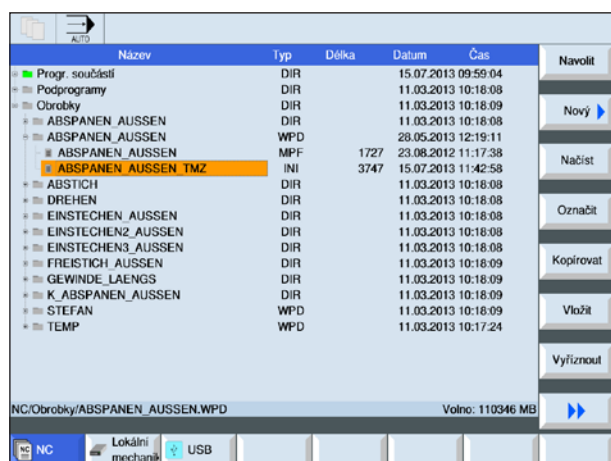 AUTO
Název Typ Délka Datum Čas
Progr. součástí DIR 15.07.2013 09:59:04
Podprogramy DIR 11.03.2013 10:18:08
Obrobky DIR 11.03.2013 10:18:09
ABSPANEN_AUSSEN DIR 11.03.2013 10:18:08
ABSPANEN_AUSSEN WPD 28.05.2013 12:19:11
ABSPANEN_AUSSEN MPF 1727 23.08.2012 11:17:38
ABSPANEN_AUSSEN_TMZ INI 3747 15.07.2013 11:42:58
ABSTICH DIR 11.03.2013 10:18:08
DREHEN DIR 11.03.2013 10:18:08
EINSTECHEN_AUSSEN DIR 11.03.2013 10:18:08
EINSTECHEN2_AUSSEN DIR 11.03.2013 10:18:08
EINSTECHEN3_AUSSEN DIR 11.03.2013 10:18:08
FREISTICH_AUSSEN DIR 11.03.2013 10:18:09
GEWINDE_LAENGS DIR 11.03.2013 10:18:09
K_ABSPANEN_AUSSEN DIR 11.03.2013 10:18:09
STEFAN WPD 11.03.2013 10:18:09
TEMP WPD 11.03.2013 10:17:24
NC/Obrobky/ABSPANEN_AUSSEN.WPD Volno: 110346 MB
Navolit
Nový
Načíst
Označit
Kopírovat
Vložit
Vyříznout
NC NC
Lokální
mechanik
USB